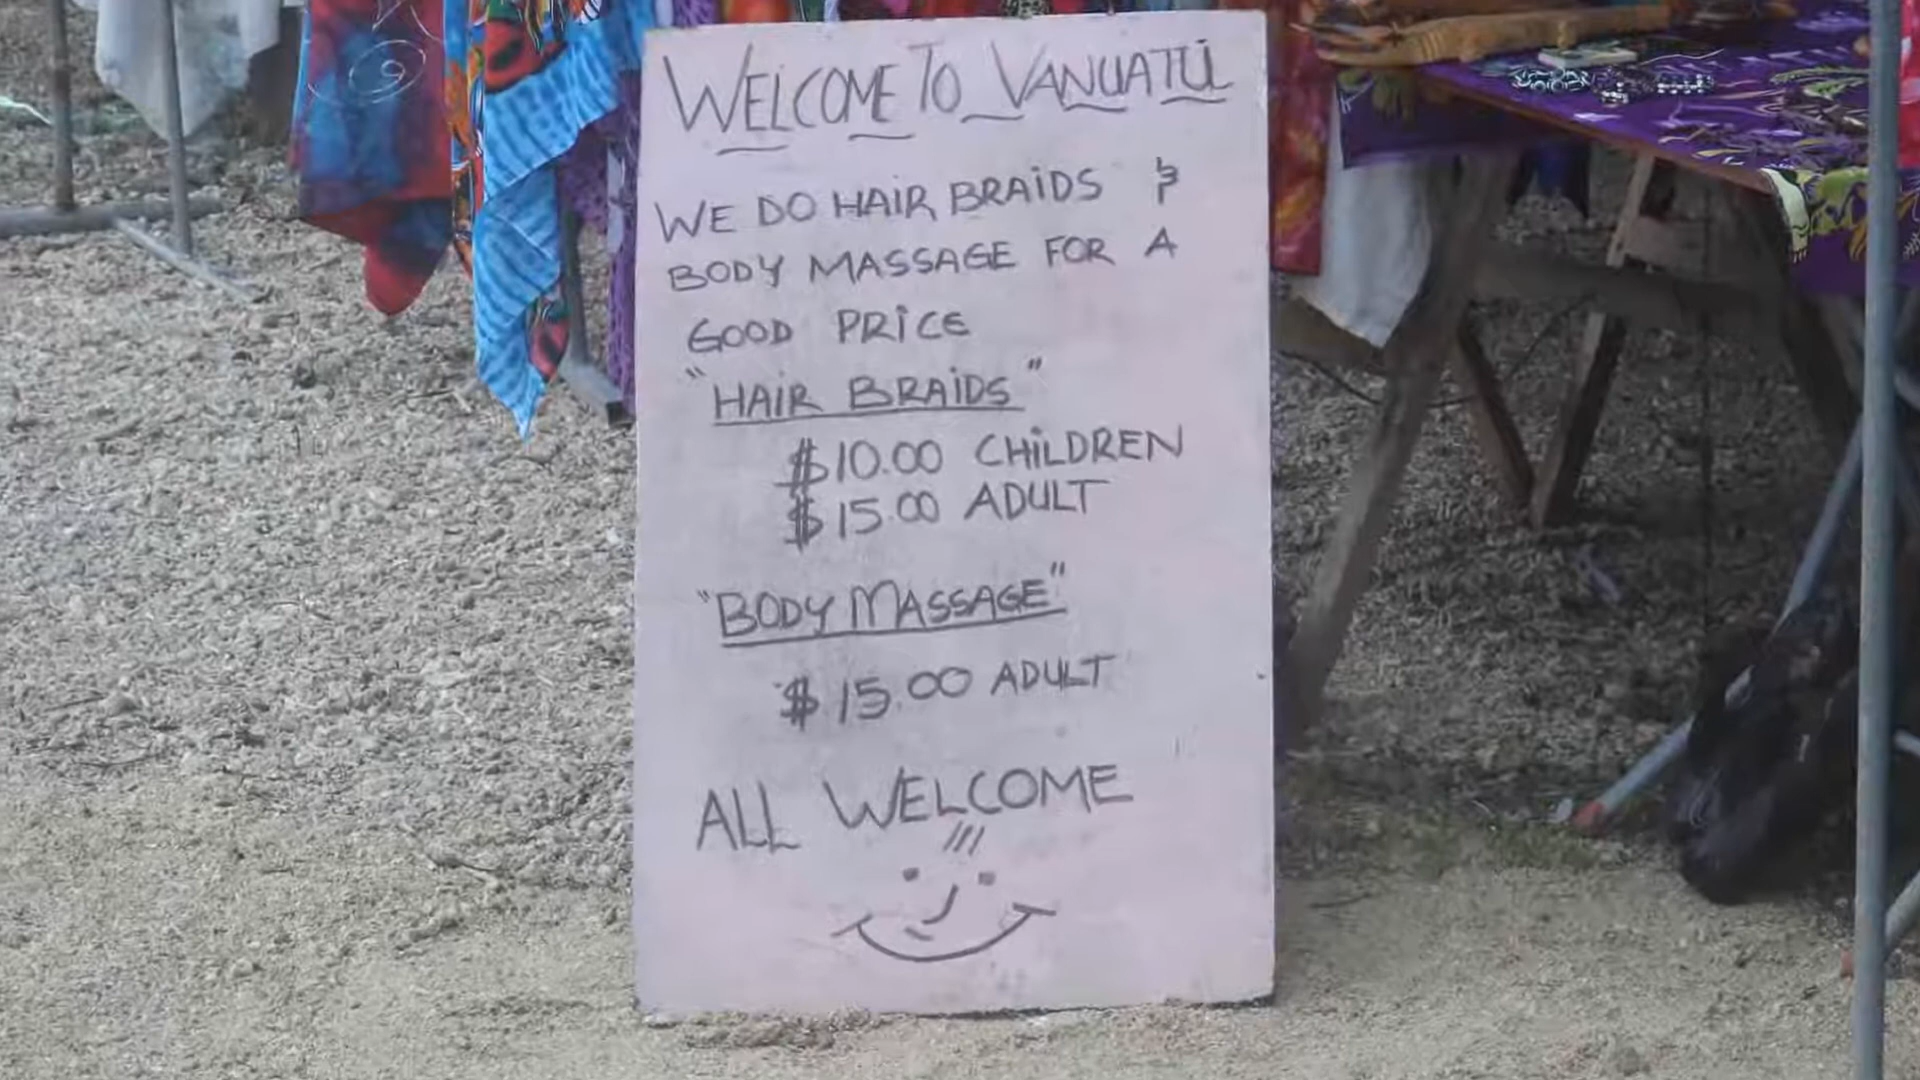 WELCOME TO VANUATU
WE DO HAIR BRAIDS &
BODY MASSAGE FOR A
GOOD PRICE
"HAIR BRAIDS"
$10.00 CHILDREN
$15.00 ADULT
"BODY MASSAGE"
$15.00 ADULT
ALL WELCOME